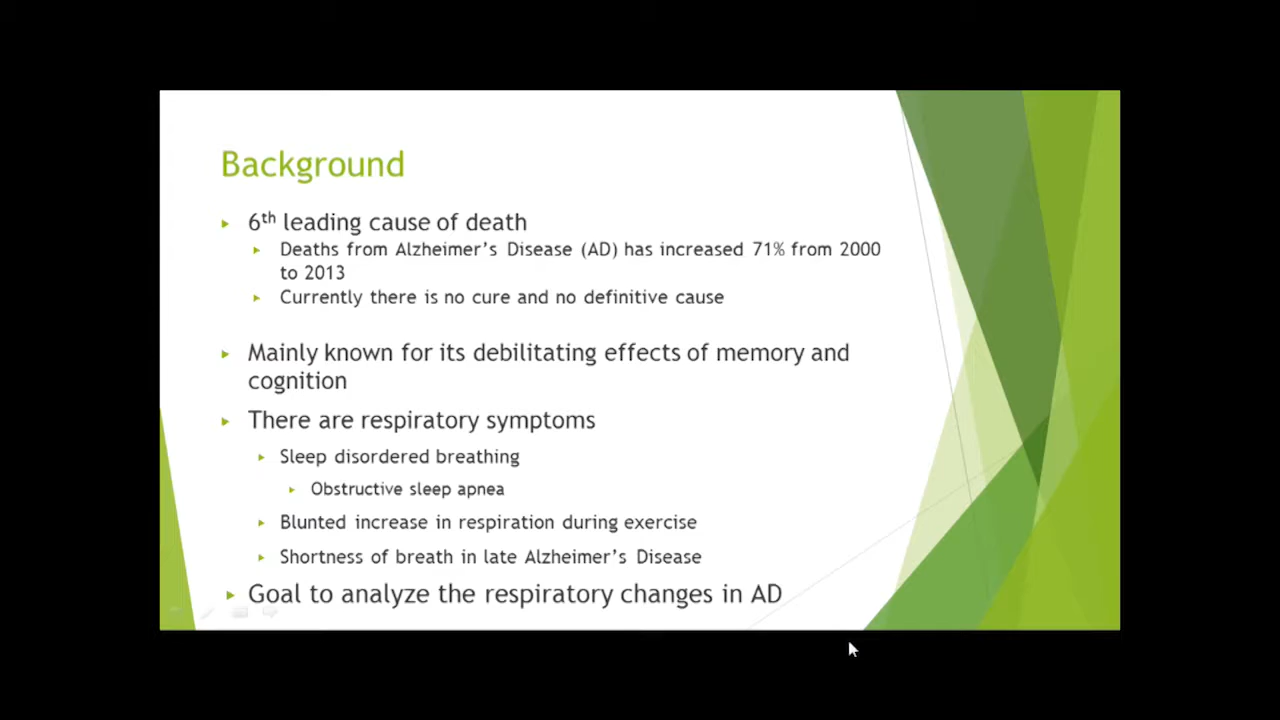 Background
6th leading cause of death
Deaths from Alzheimer's Disease (AD) has increased 71% from 2000
to 2013
Currently there is no cure and no definitive cause
Mainly known for its debilitating effects of memory and
cognition
There are respiratory symptoms
Sleep disordered breathing
Obstructive sleep apnea
Blunted increase in respiration during exercise
Shortness of breath in late Alzheimer's Disease
Goal to analyze the respiratory changes in AD